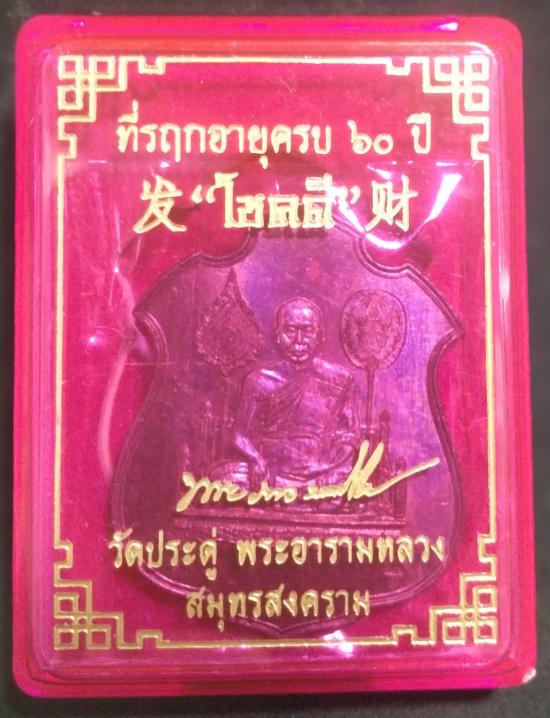 ที่รฤกอายุครบ ๖๐ ปี
发 "โชคดี" 财
วัดประดู่ พระอารามหลวง
สมุทรสงคราม